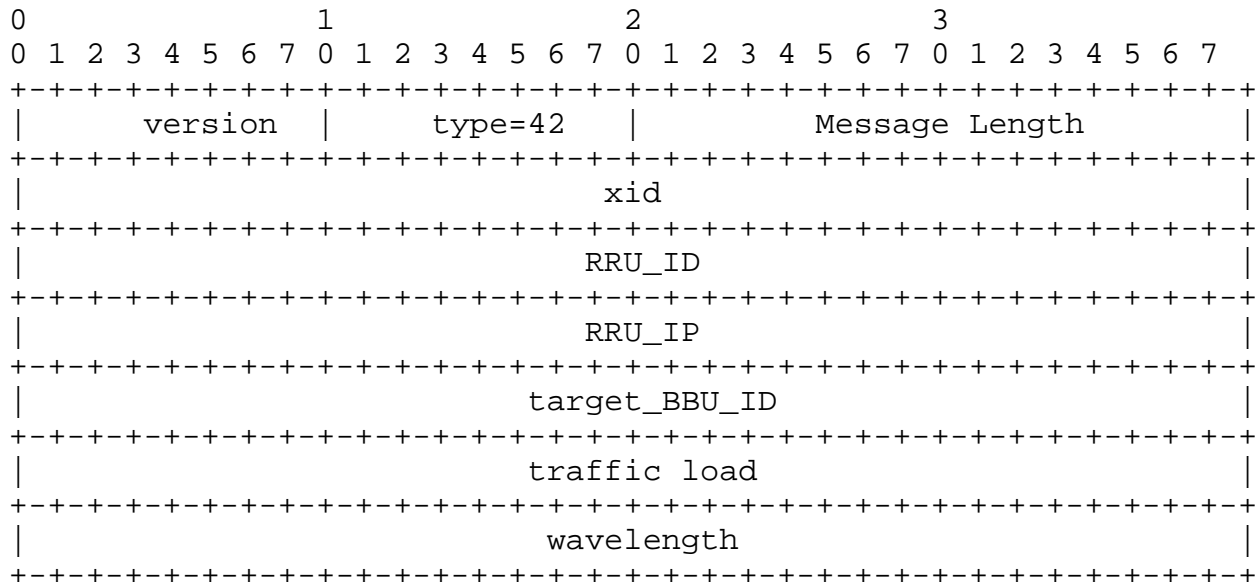 0                   1                   2                   3
0 1 2 3 4 5 6 7 0 1 2 3 4 5 6 7 0 1 2 3 4 5 6 7 0 1 2 3 4 5 6 7
+-+-+-+-+-+-+-+-+-+-+-+-+-+-+-+-+-+-+-+-+-+-+-+-+-+-+-+-+-+-+-+-+
|       version  |     type=42   |         Message Length        |
+-+-+-+-+-+-+-+-+-+-+-+-+-+-+-+-+-+-+-+-+-+-+-+-+-+-+-+-+-+-+-+-+
|                              xid                              |
+-+-+-+-+-+-+-+-+-+-+-+-+-+-+-+-+-+-+-+-+-+-+-+-+-+-+-+-+-+-+-+-+
|                             RRU_ID                            |
+-+-+-+-+-+-+-+-+-+-+-+-+-+-+-+-+-+-+-+-+-+-+-+-+-+-+-+-+-+-+-+-+
|                             RRU_IP                            |
+-+-+-+-+-+-+-+-+-+-+-+-+-+-+-+-+-+-+-+-+-+-+-+-+-+-+-+-+-+-+-+-+
|                          target_BBU_ID                        |
+-+-+-+-+-+-+-+-+-+-+-+-+-+-+-+-+-+-+-+-+-+-+-+-+-+-+-+-+-+-+-+-+
|                          traffic load                         |
+-+-+-+-+-+-+-+-+-+-+-+-+-+-+-+-+-+-+-+-+-+-+-+-+-+-+-+-+-+-+-+-+
|                           wavelength                          |
+-+-+-+-+-+-+-+-+-+-+-+-+-+-+-+-+-+-+-+-+-+-+-+-+-+-+-+-+-+-+-+-+